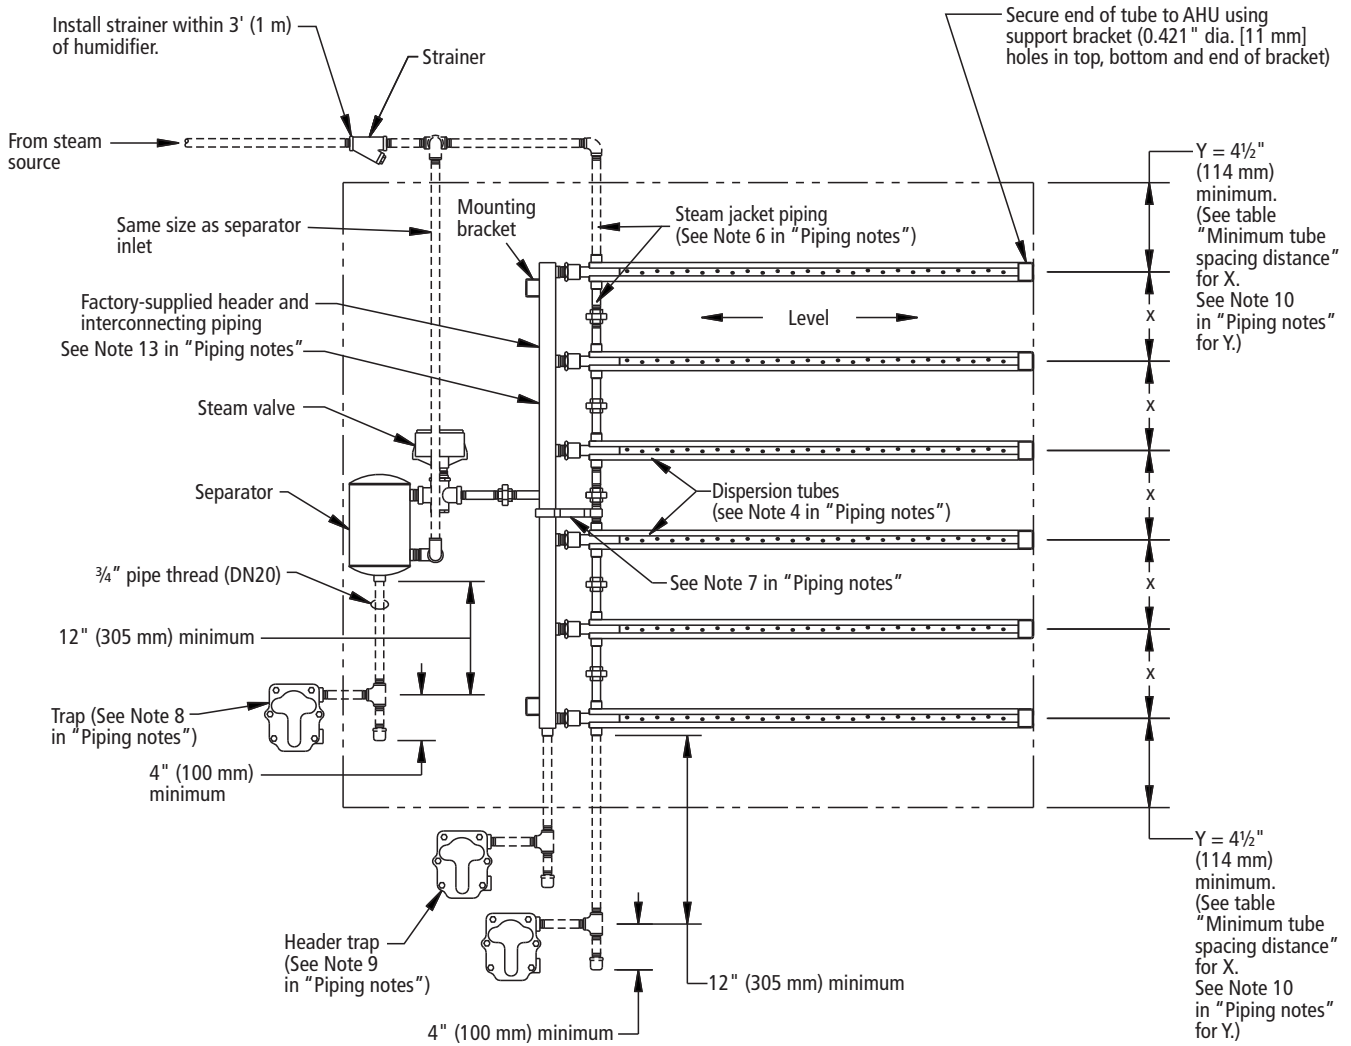 Install strainer within 3' (1 m)
of humidifier.
Strainer
Secure end of tube to AHU using
support bracket (0.421" dia. [11 mm]
holes in top, bottom and end of bracket)
From steam
source
Y = 4½"
(114 mm)
minimum.
(See table
"Minimum tube
spacing distance"
for X.
See Note 10
in "Piping notes"
for Y.)
Same size as separator
inlet
Mounting
bracket
Steam jacket piping
(See Note 6 in "Piping notes")
Factory-supplied header and
interconnecting piping
See Note 13 in "Piping notes"
Level
x
x
Steam valve
Separator
Dispersion tubes
(see Note 4 in "Piping notes")
x
¾" pipe thread (DN20)
See Note 7 in "Piping notes"
x
12" (305 mm) minimum
x
Trap (See Note 8
in "Piping notes")
4" (100 mm)
minimum
Y = 4½"
(114 mm)
minimum.
(See table
"Minimum tube
spacing distance"
for X.
See Note 10
in "Piping notes"
for Y.)
Header trap
(See Note 9
in "Piping notes")
12" (305 mm) minimum
4" (100 mm) minimum